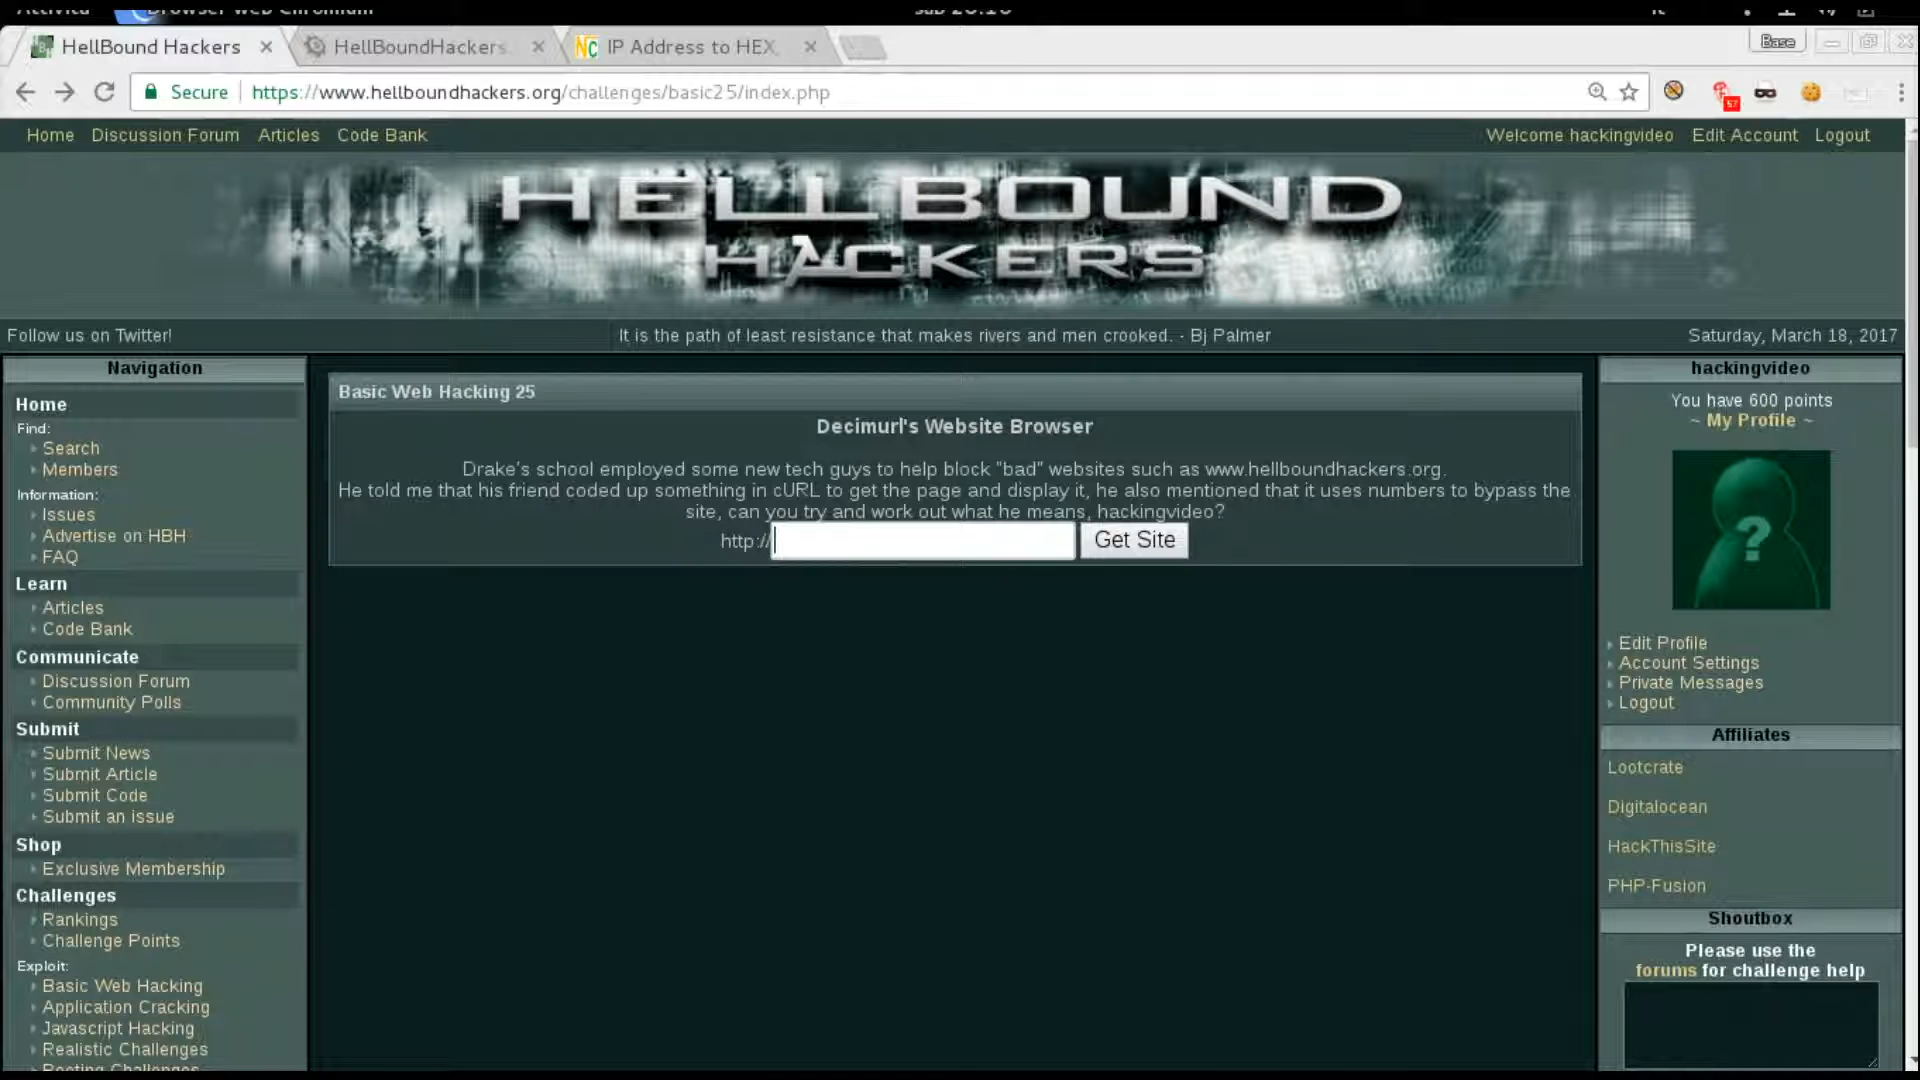 HellBound Hackers
HellBoundHackers
IP Address to HEX
Base
Secure
https://www.hellboundhackers.org/challenges/basic25/index.php
57
Home
Discussion Forum
Articles
Code Bank
Welcome hackingvideo
Edit Account
Logout
HELLBOUND
HACKERS
Follow us on Twitter!
It is the path of least resistance that makes rivers and men crooked. - Bj Palmer
Saturday, March 18, 2017
Navigation
Home
Find:
Search
Members
Information:
Issues
Advertise on HBH
FAQ
Learn
Articles
Code Bank
Communicate
Discussion Forum
Community Polls
Submit
Submit News
Submit Article
Submit Code
Submit an issue
Shop
Exclusive Membership
Challenges
Rankings
Challenge Points
Exploit:
Basic Web Hacking
Application Cracking
Javascript Hacking
Realistic Challenges
Basic Web Hacking 25
Decimurl's Website Browser
Drake's school employed some new tech guys to help block "bad" websites such as www.hellboundhackers.org.
He told me that his friend coded up something in cURL to get the page and display it, he also mentioned that it uses numbers to bypass the
site, can you try and work out what he means, hackingvideo?
http://
Get Site
hackingvideo
You have 600 points
~ My Profile ~
?
Edit Profile
Account Settings
Private Messages
Logout
Affiliates
Lootcrate
Digitalocean
HackThisSite
PHP-Fusion
Shoutbox
Please use the
forums for challenge help